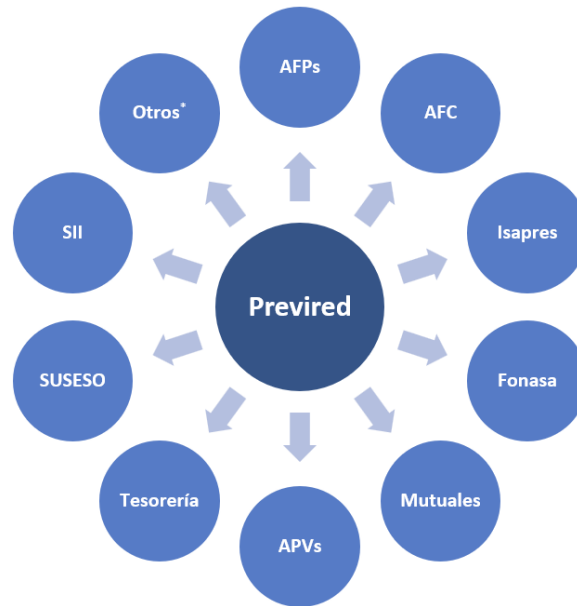 AFPs
AFC
Isapres
Fonasa
Mutuales
APVs
Tesorería
SUSESO
SII
Otros*
Previred